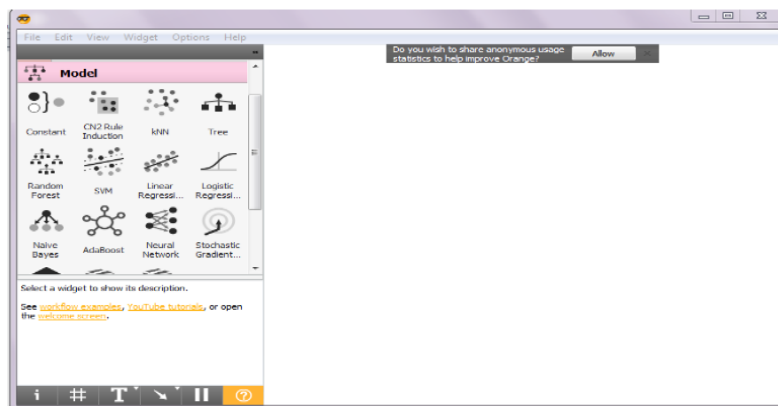 File Edit View Widget Options Help
Do you wish to share anonymous usage
statistics to help improve Orange?
Allow
Model
Constant
CN2 Rule
Induction
kNN
Tree
Random
Forest
SVM
Linear
Regressi...
Logistic
Regressi...
Naive
Bayes
AdaBoost
Neural
Network
Stochastic
Gradient...
Select a widget to show its description.
See workflow examples, YouTube tutorials, or open
the welcome screen.